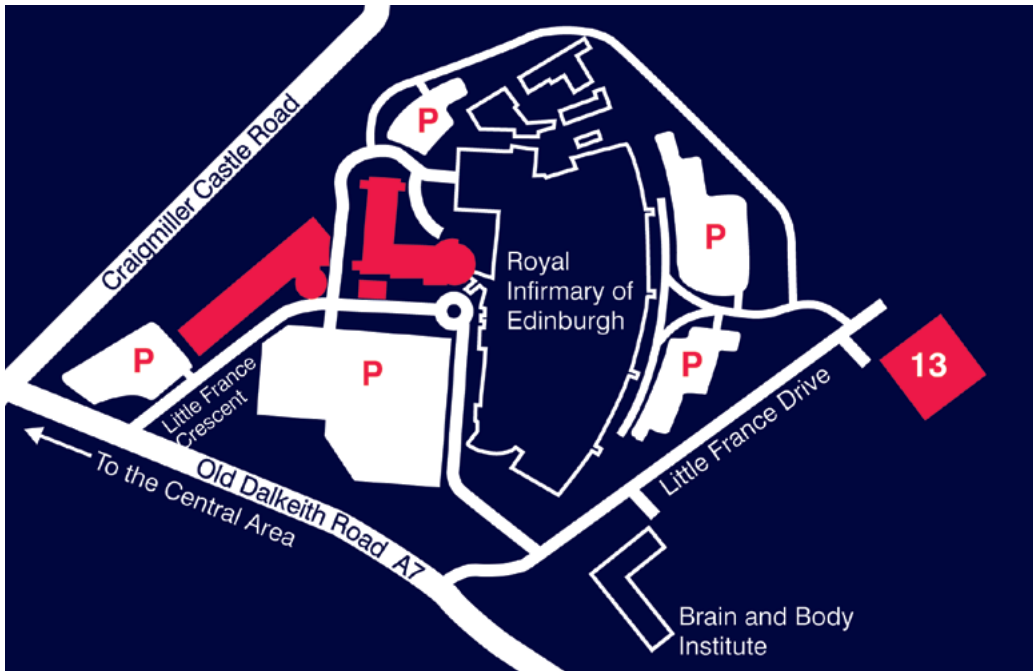 Craigmiller Castle Road
P
P
P
P
P
Royal
Infirmary of
Edinburgh
13
Little France
Crescent
Little France Drive
Old Dalkeith Road A7
To the Central Area
Brain and Body
Institute